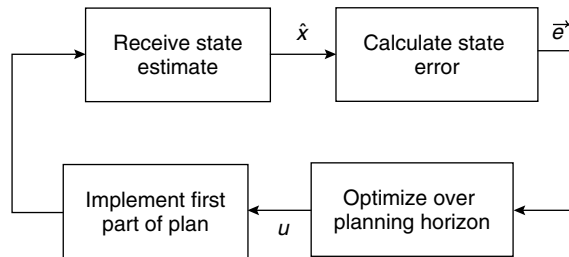 Receive state
estimate
x̂
Calculate state
error
e⃗
Implement first
part of plan
u
Optimize over
planning horizon